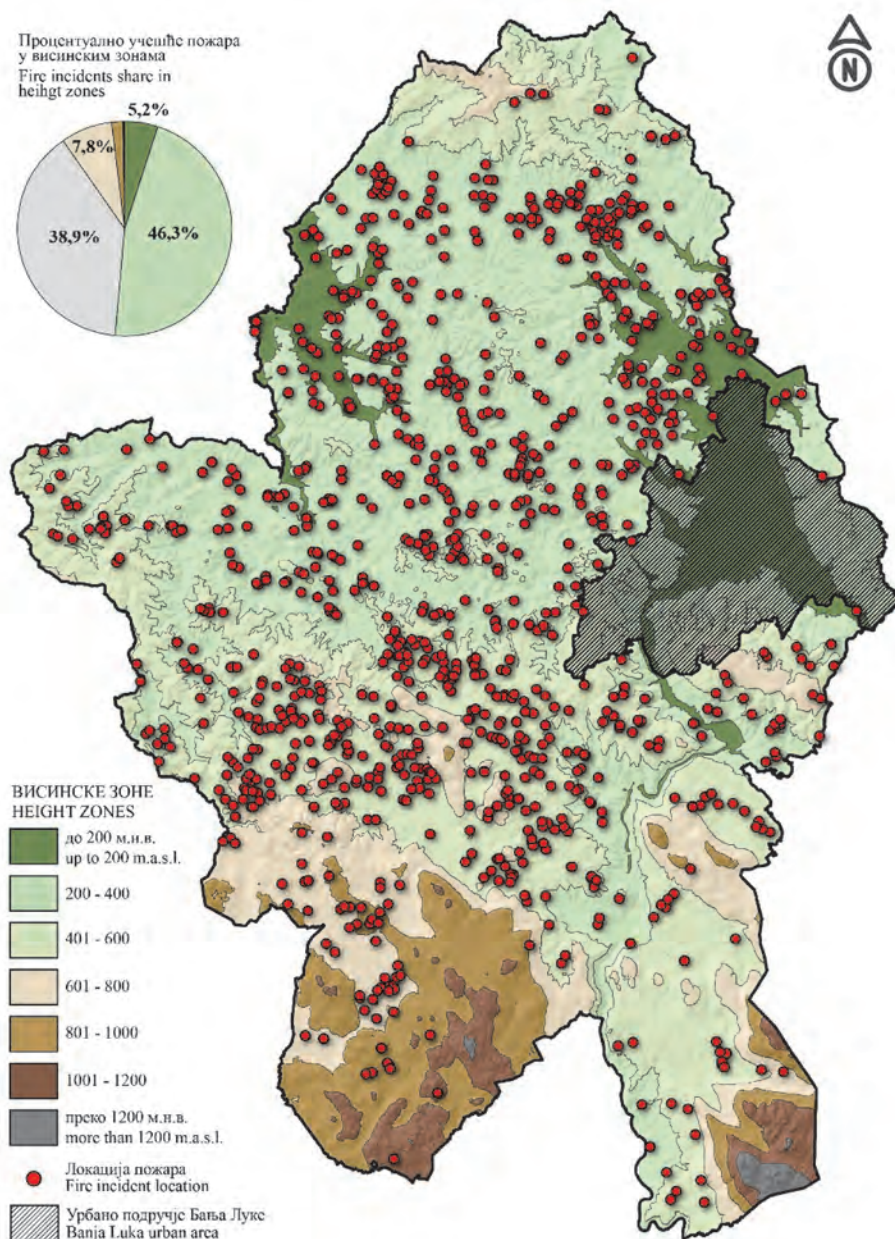 Процентуално учешће пожара
у висинским зонама
Fire incidents share in
heihgt zones
5,2%
7,8%
38,9%
46,3%
N
ВИСИНСКЕ ЗОНЕ
HEIGHT ZONES
до 200 м.н.в.
up to 200 m.a.s.l.
200 - 400
401 - 600
601 - 800
801 - 1000
1001 - 1200
преко 1200 м.н.в.
more than 1200 m.a.s.l.
Локација пожара
Fire incident location
Урбано подручје Бања Луке
Banja Luka urban area